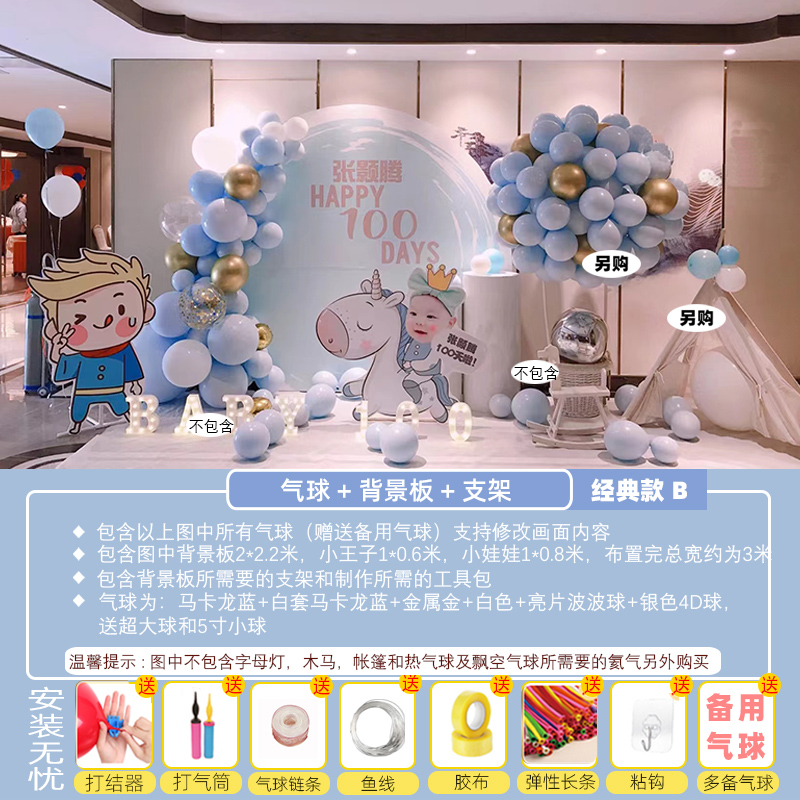 张颢腾
HAPPY
100
DAYS
另购
另购
张颢腾
100天啦!
不包含
BABY 100
不包含
气球 + 背景板 + 支架
经典款 B
◆ 包含以上图中所有气球（赠送备用气球）支持修改画面内容
◆ 包含图中背景板2*2.2米，小王子1*0.6米，小娃娃1*0.8米，布置完总宽约为3米
◆ 包含背景板所需要的支架和制作所需的工具包
◆ 气球为：马卡龙蓝+白套马卡龙蓝+金属金+白色+亮片波波球+银色4D球，
送超大球和5寸小球
温馨提示：图中不包含字母灯，木马，帐篷和热气球及飘空气球所需要的氦气另外购买
安装无忧
送 送 送 送 送 送 送 送
备用
气球
打结器 打气筒 气球链条 鱼线 胶布 弹性长条 粘钩 多备气球